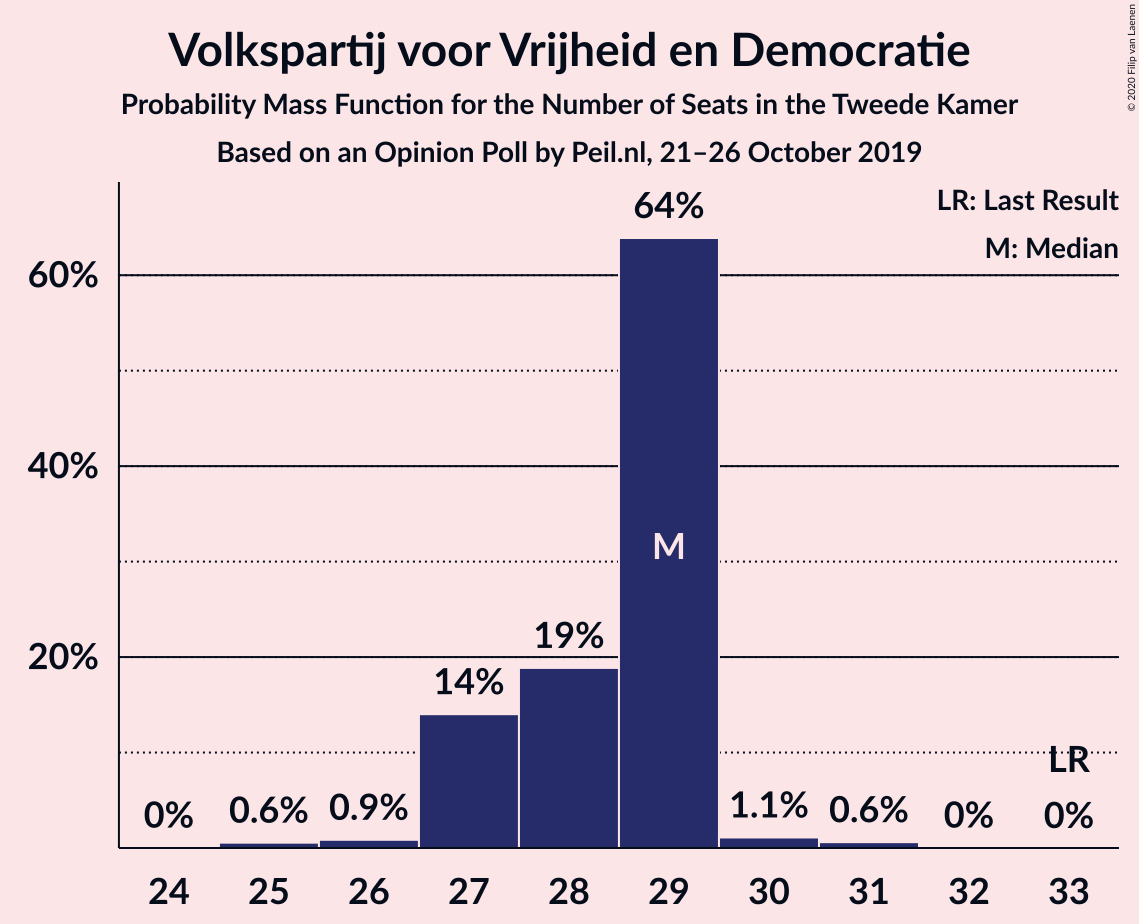 Volkspartij voor Vrijheid en Democratie
Probability Mass Function for the Number of Seats in the Tweede Kamer
Based on an Opinion Poll by Peil.nl, 21–26 October 2019
© 2020 Filip van Laenen
LR: Last Result
M: Median
60%
40%
20%
0%
0.6%
0.9%
14%
19%
64%
M
1.1%
0.6%
0%
LR
0%
24 25 26 27 28 29 30 31 32 33